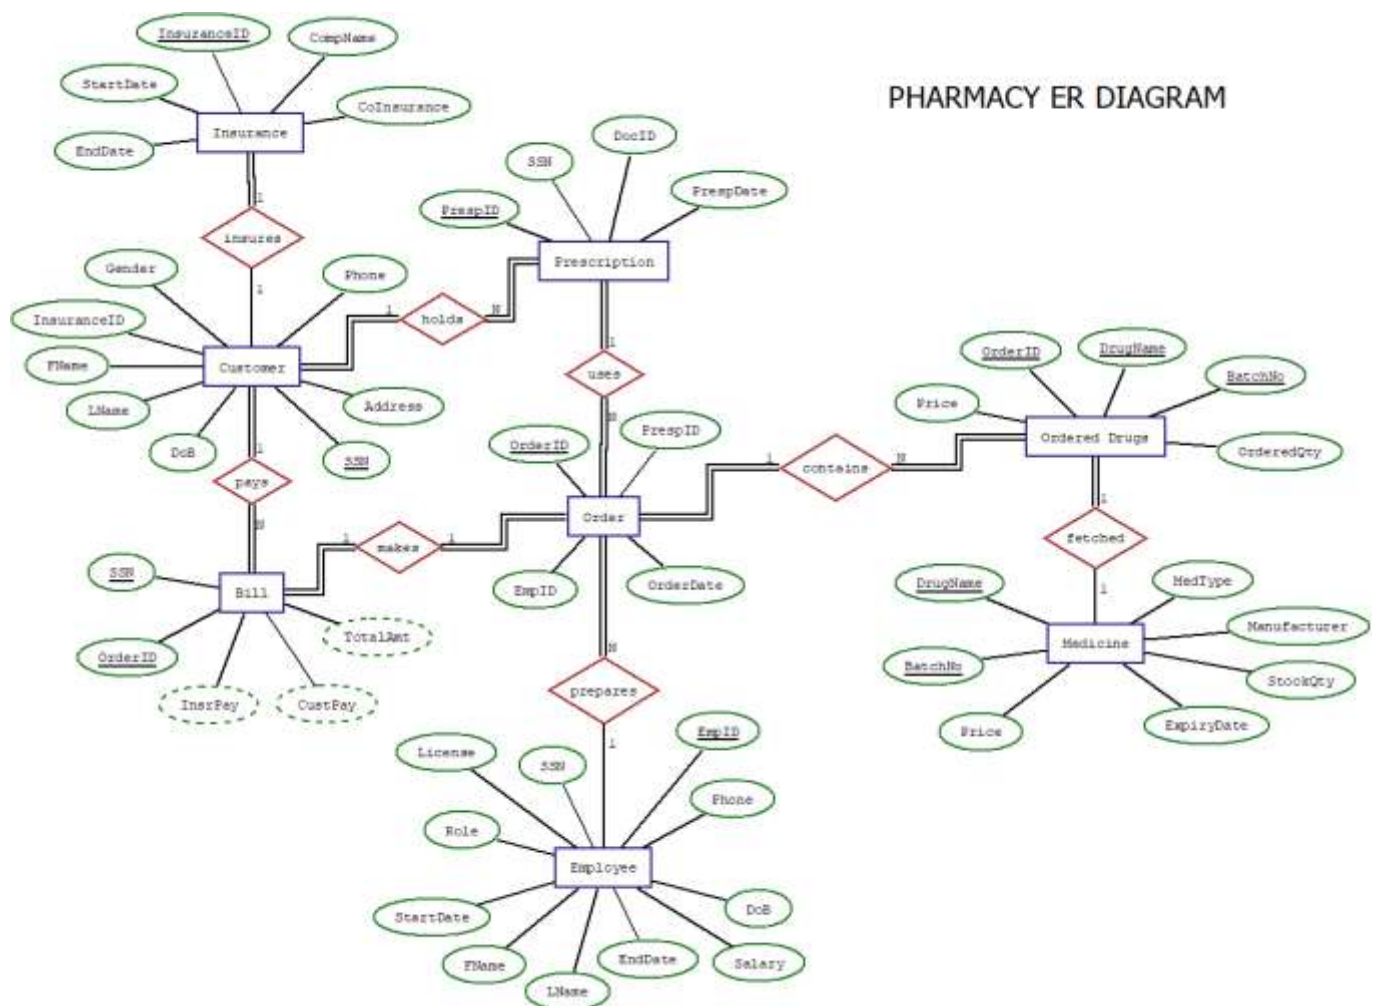 PHARMACY ER DIAGRAM
InsuranceID
CompName
StartDate
CoInsurance
Insurance
EndDate
1
insures
1
Gender
Phone
InsuranceID
FName
Customer
LName
Address
DoB
SSN
1
holds
N
SSN
DocID
PrespID
PrespDate
Prescription
1
uses
N
1
pays
N
OrderID
PrespID
Order
EmpID
OrderDate
1
makes
1
SSN
Bill
OrderID
TotalAmt
InsrPay
CustPay
1
contains
N
OrderID
DrugName
BatchNo
Price
Ordered Drugs
OrderedQty
1
fetched
1
DrugName
MedType
Manufacturer
Medicine
BatchNo
StockQty
Price
ExpiryDate
N
prepares
1
License
SSN
EmpID
Role
Phone
Employee
StartDate
DoB
FName
LName
EndDate
Salary